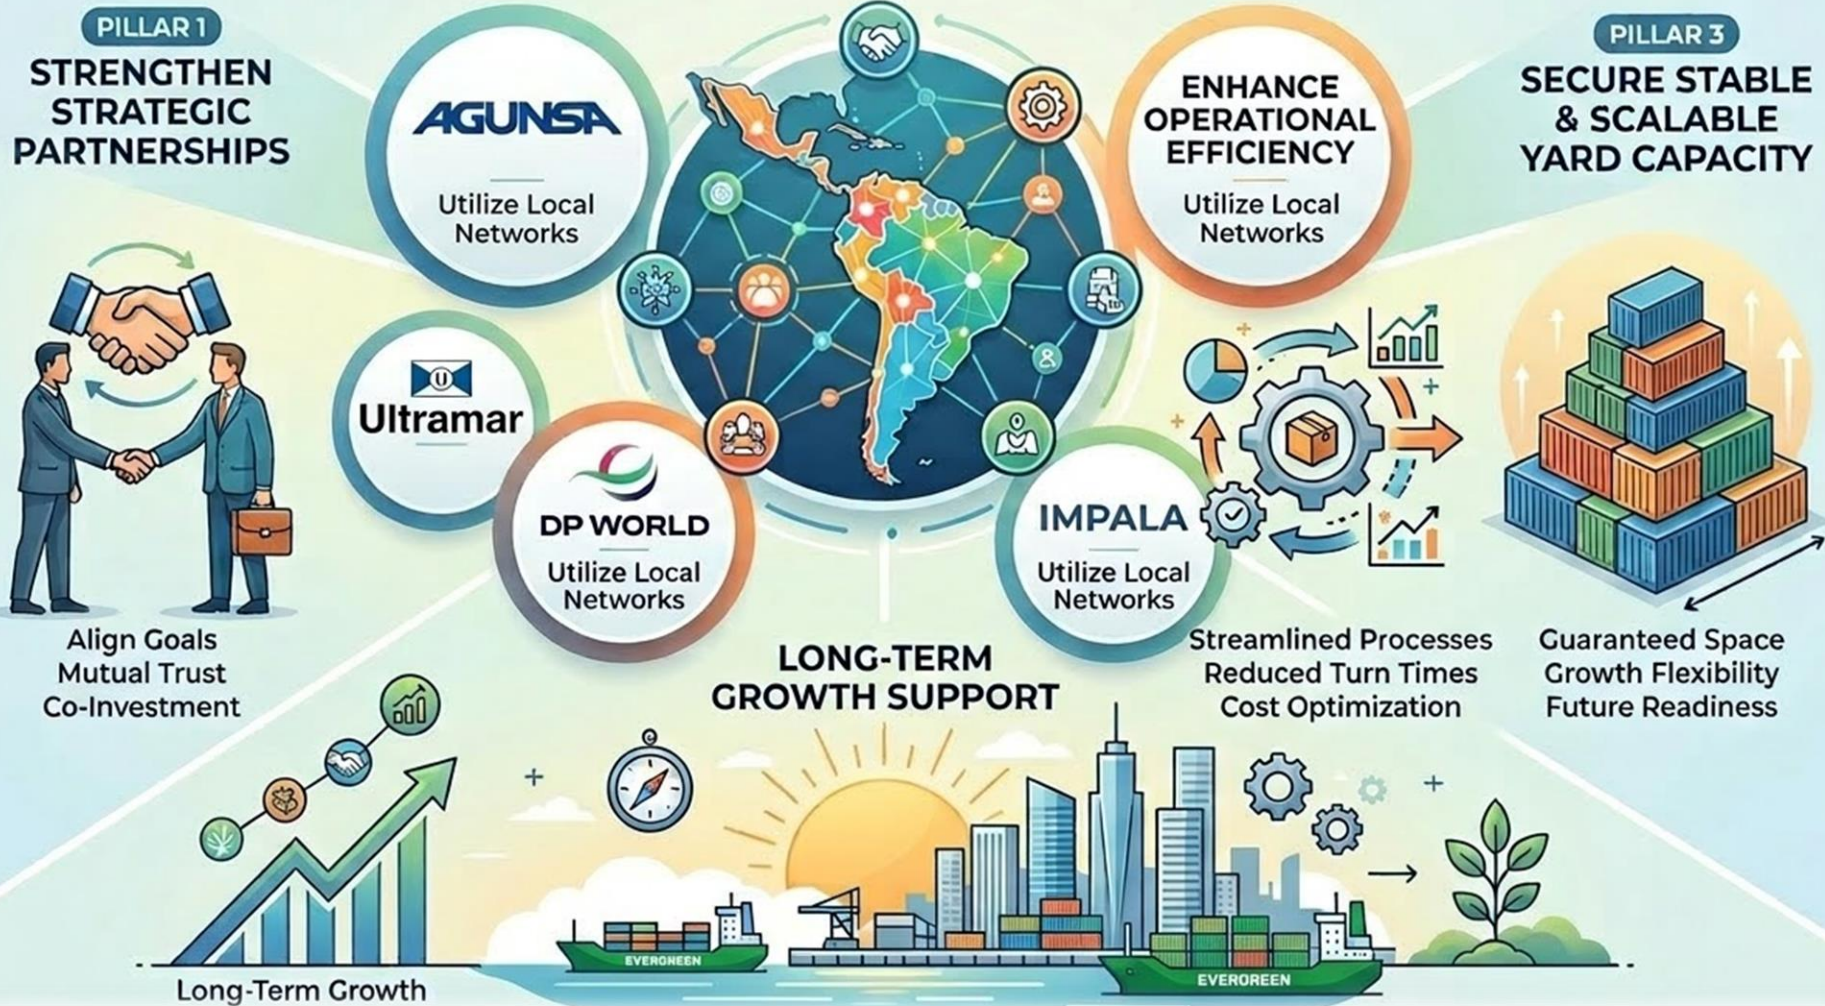 PILLAR 1
STRENGTHEN
STRATEGIC
PARTNERSHIPS
Align Goals
Mutual Trust
Co-Investment
Long-Term Growth
AGUNSA
Utilize Local
Networks
U
Ultramar
DP WORLD
Utilize Local
Networks
ENHANCE
OPERATIONAL
EFFICIENCY
Utilize Local
Networks
IMPALA
Utilize Local
Networks
Streamlined Processes
Reduced Turn Times
Cost Optimization
PILLAR 3
SECURE STABLE
& SCALABLE
YARD CAPACITY
Guaranteed Space
Growth Flexibility
Future Readiness
LONG-TERM
GROWTH SUPPORT
EVERGNEEN
EVEROREEN